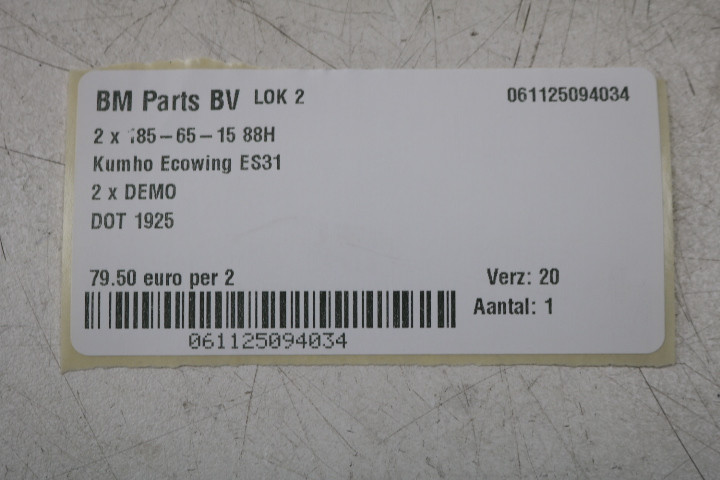 BM Parts BV LOK 2 061125094034
2 x 185-65-15 88H
Kumho Ecowing ES31
2 x DEMO
DOT 1925
79.50 euro per 2 Verz: 20
Aantal: 1
061125094034